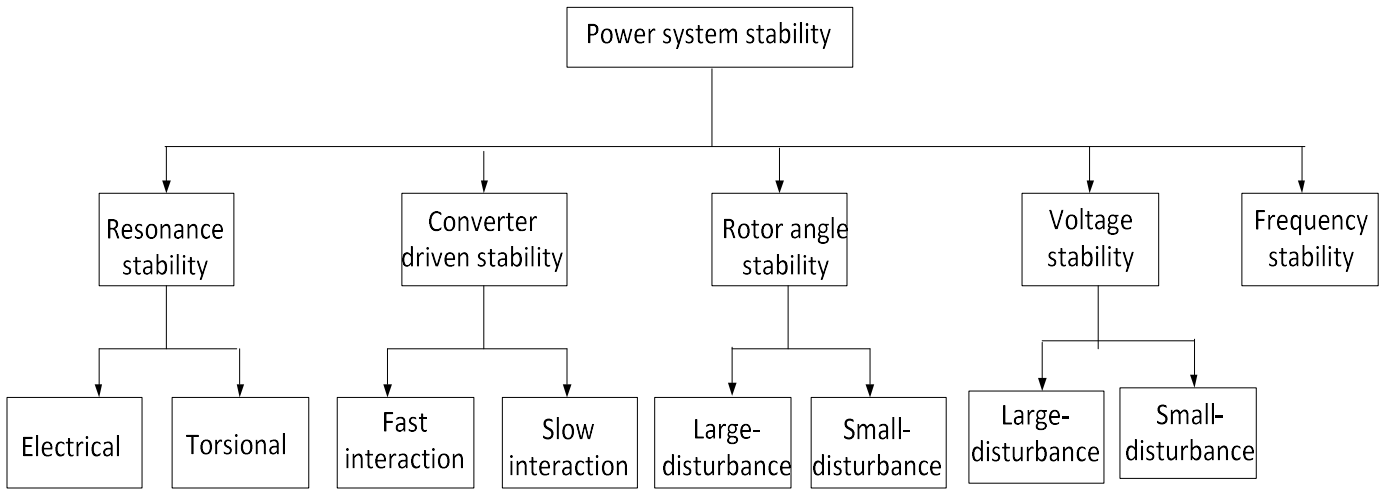 Power system stability
Resonance
stability
Converter
driven stability
Rotor angle
stability
Voltage
stability
Frequency
stability
Electrical
Torsional
Fast
interaction
Slow
interaction
Large-
disturbance
Small-
disturbance
Large-
disturbance
Small-
disturbance